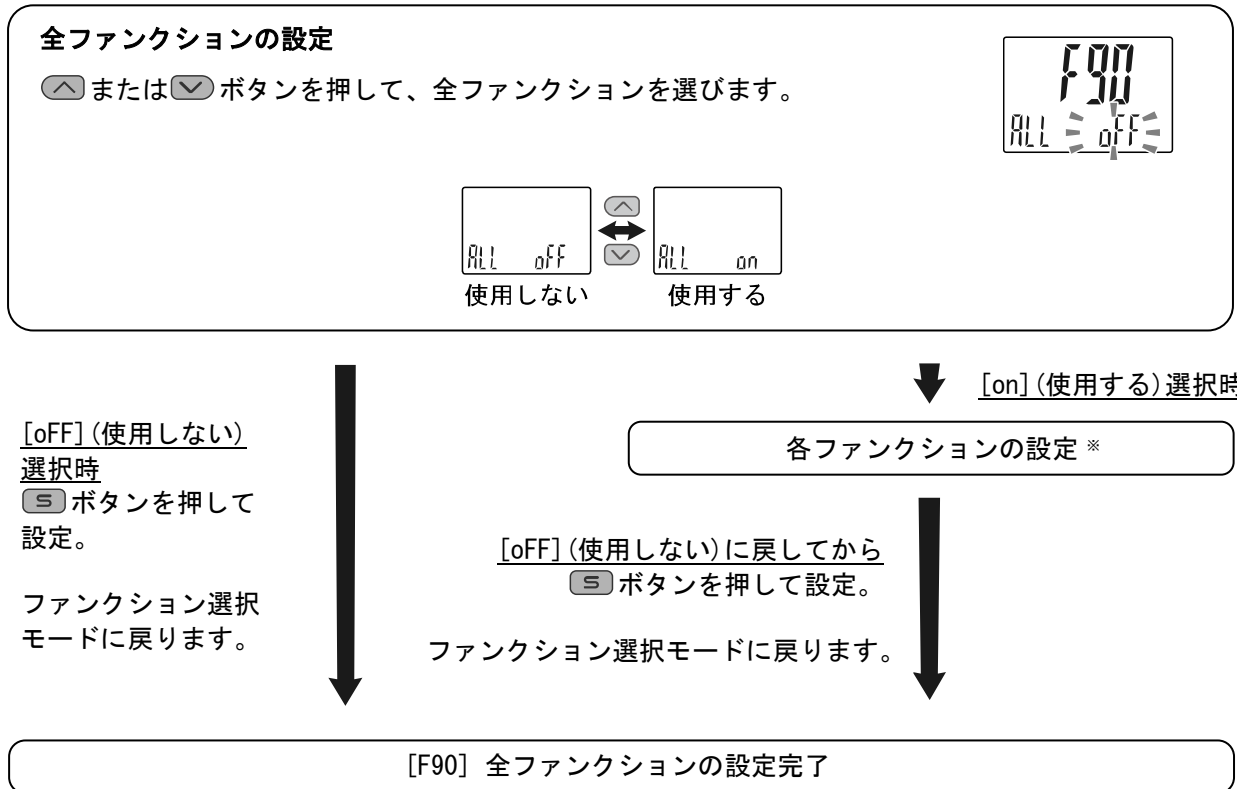 全ファンクションの設定
または ボタンを押して、全ファンクションを選びます。
F90
ALL oFF
ALL oFF
ALL on
使用しない
使用する
[on](使用する)選択時
[oFF](使用しない)
選択時
S ボタンを押して
設定。
ファンクション選択
モードに戻ります。
各ファンクションの設定※
[oFF](使用しない)に戻してから
S ボタンを押して設定。
ファンクション選択モードに戻ります。
[F90] 全ファンクションの設定完了